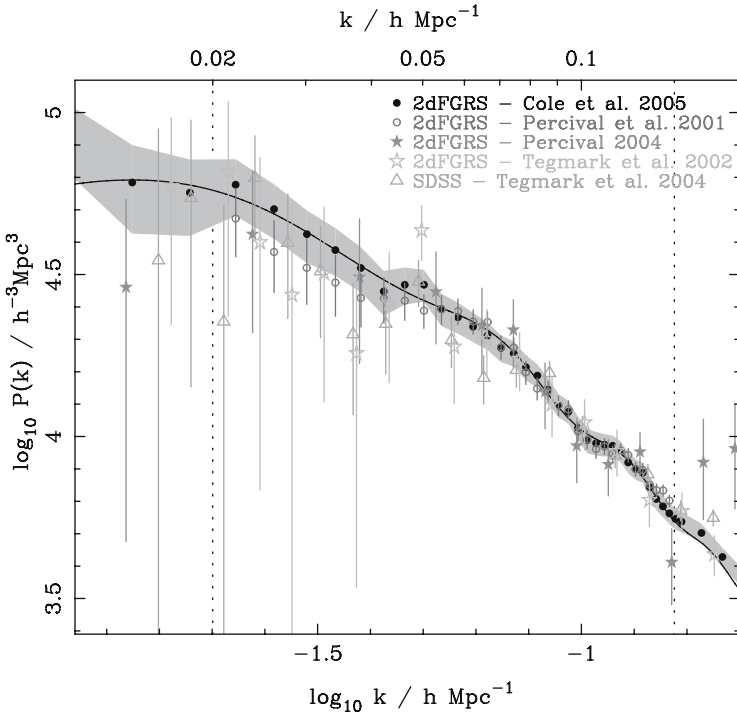 k / h Mpc⁻¹
0.02 0.05 0.1
2dFGRS − Cole et al. 2005
2dFGRS − Percival et al. 2001
2dFGRS − Percival 2004
2dFGRS − Tegmark et al. 2002
SDSS − Tegmark et al. 2004
5
4.5
4
3.5
log₁₀ P(k) / h⁻³Mpc³
−1.5 −1
log₁₀ k / h Mpc⁻¹